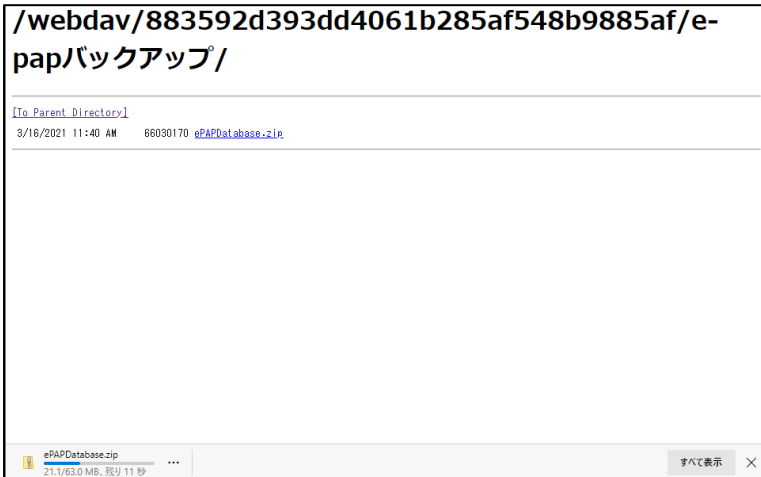 /webdav/883592d393dd4061b285af548b9885af/e-
papバックアップ/
[To Parent Directory]
3/16/2021 11:40 AM 66030170 ePAPDatabase.zip
ePAPDatabase.zip
21.1/63.0 MB、残り 11 秒
すべて表示